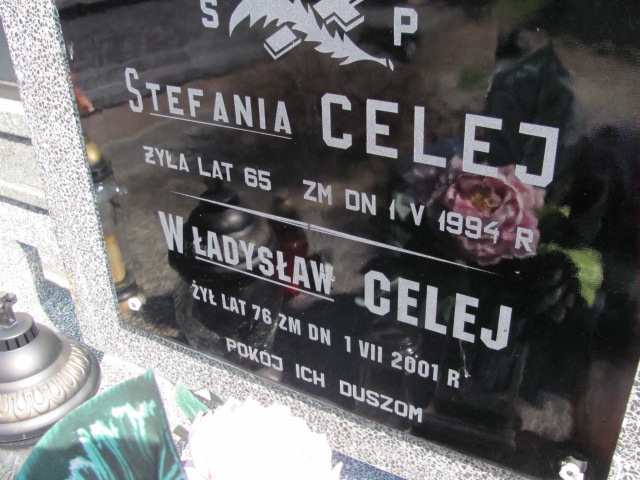 S P
STEFANIA CELEJ
ŻYŁA LAT 65 ZM DN 1 V 1994 R
WŁADYSŁAW CELEJ
ŻYŁ LAT 76 ZM DN 1 VII 2001 R
POKÓJ ICH DUSZOM